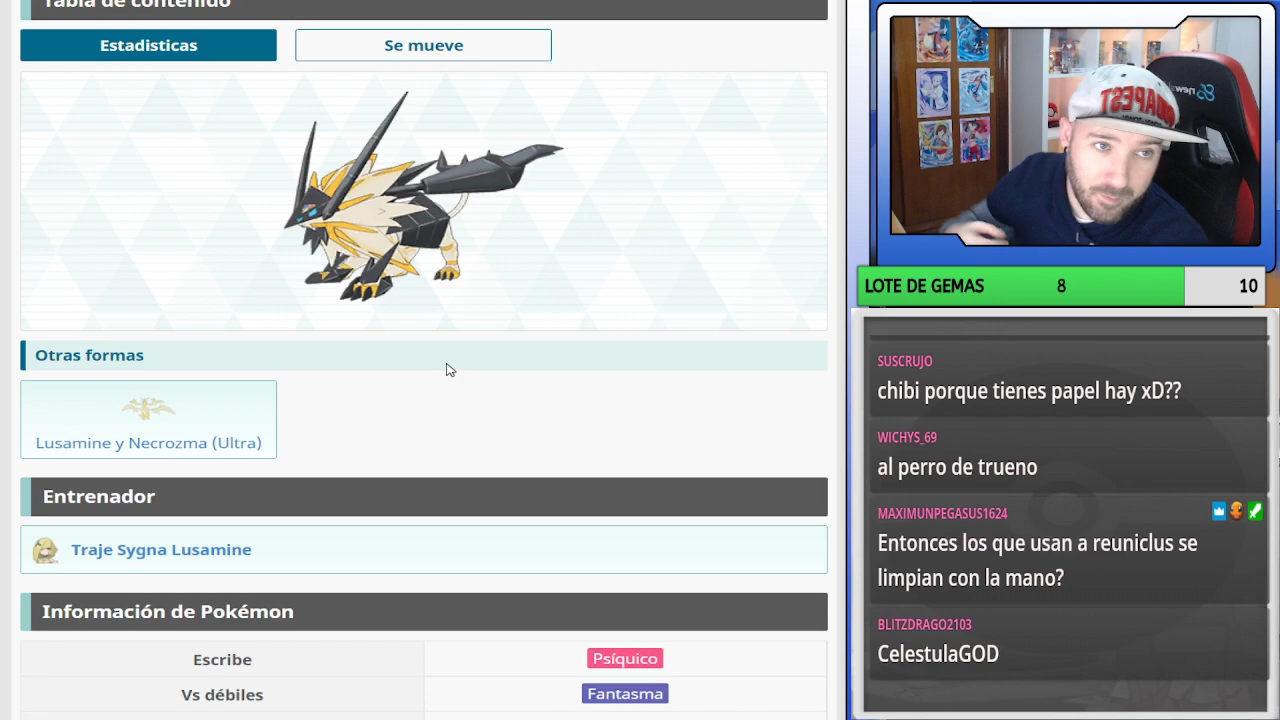 Tabla de contenido
Estadisticas
Se mueve
Otras formas
Lusamine y Necrozma (Ultra)
Entrenador
Traje Sygna Lusamine
Información de Pokémon
Escribe
Psíquico
Vs débiles
Fantasma
LOTE DE GEMAS 8 10
SUSCRUJO
chibi porque tienes papel hay xD??
WICHYS_69
al perro de trueno
MAXIMUNPEGASUS1624
Entonces los que usan a reuniclus se
limpian con la mano?
BLITZDRAGO2103
CelestulaGOD